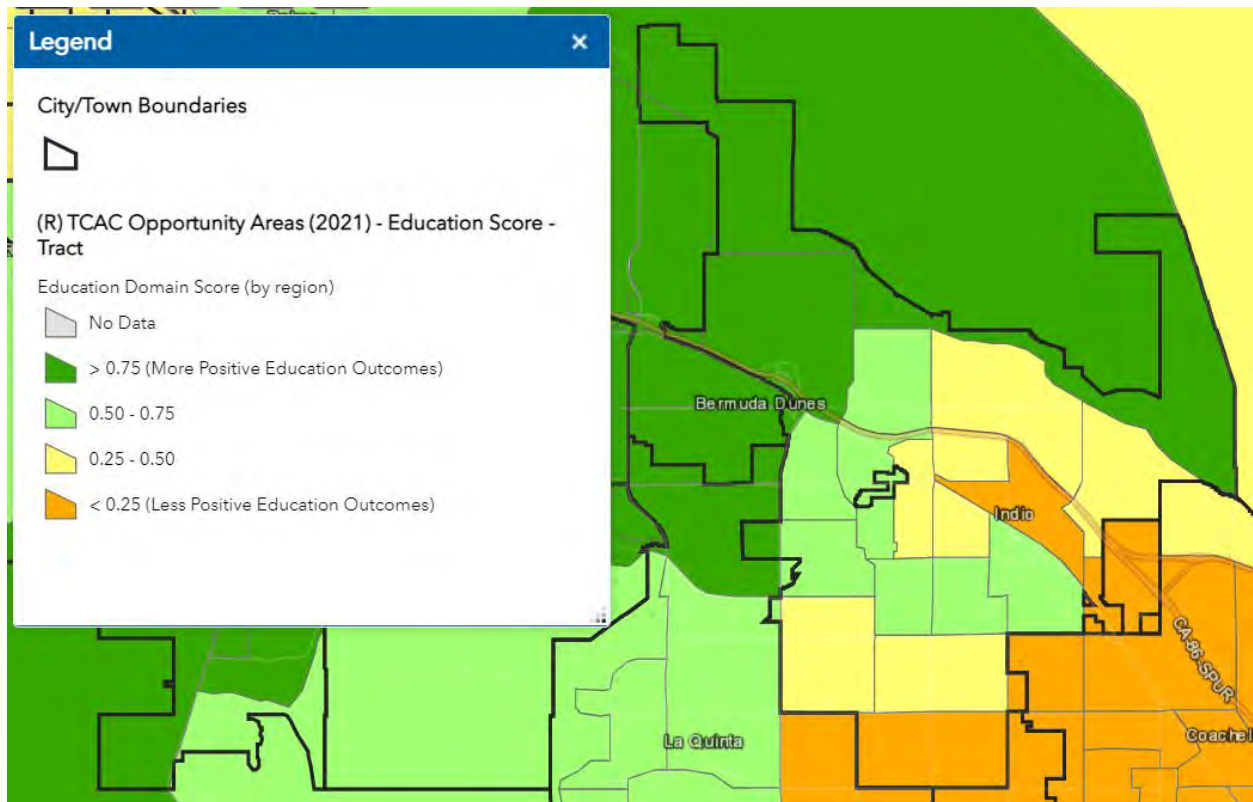 Legend
City/Town Boundaries
(R) TCAC Opportunity Areas (2021) - Education Score -
Tract
Education Domain Score (by region)
No Data
> 0.75 (More Positive Education Outcomes)
0.50 - 0.75
0.25 - 0.50
< 0.25 (Less Positive Education Outcomes)
Bermuda Dunes
Indio
CA-86-SPUR
La Quinta
Coachel